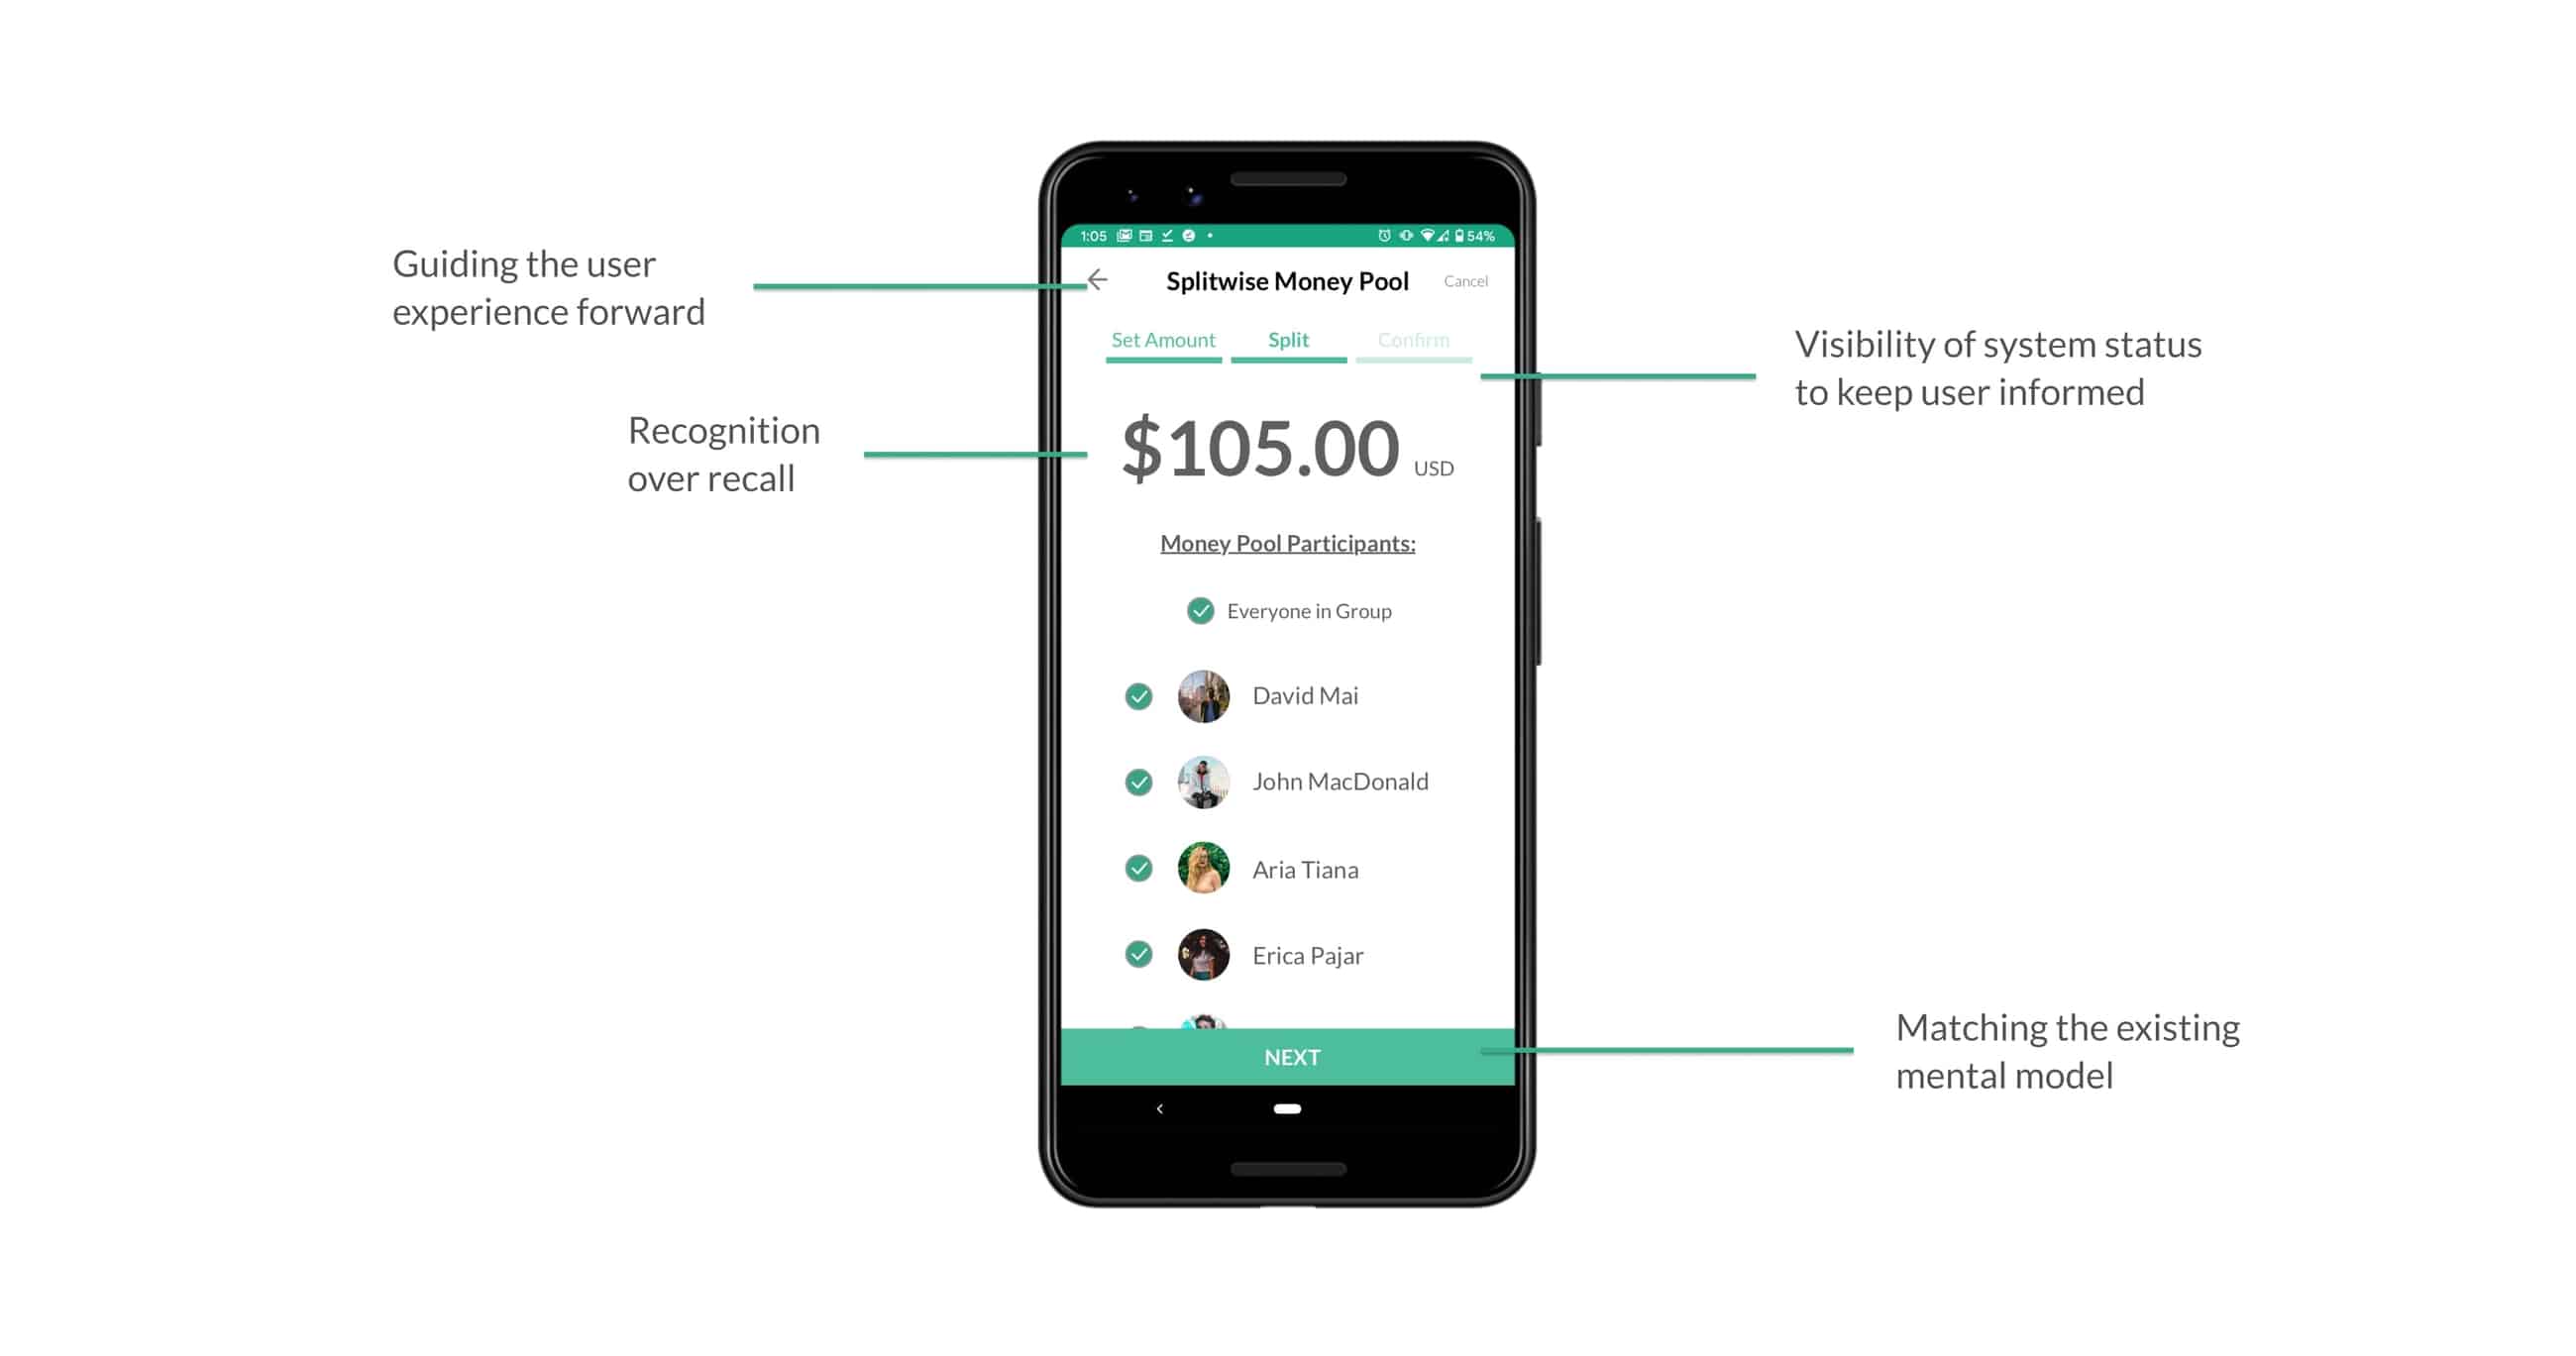 1:05
54%
Guiding the user
experience forward
Splitwise Money Pool
Cancel
Set Amount
Split
Confirm
Visibility of system status
to keep user informed
Recognition
over recall
$105.00 USD
Money Pool Participants:
Everyone in Group
David Mai
John MacDonald
Aria Tiana
Erica Pajar
Matching the existing
mental model
NEXT